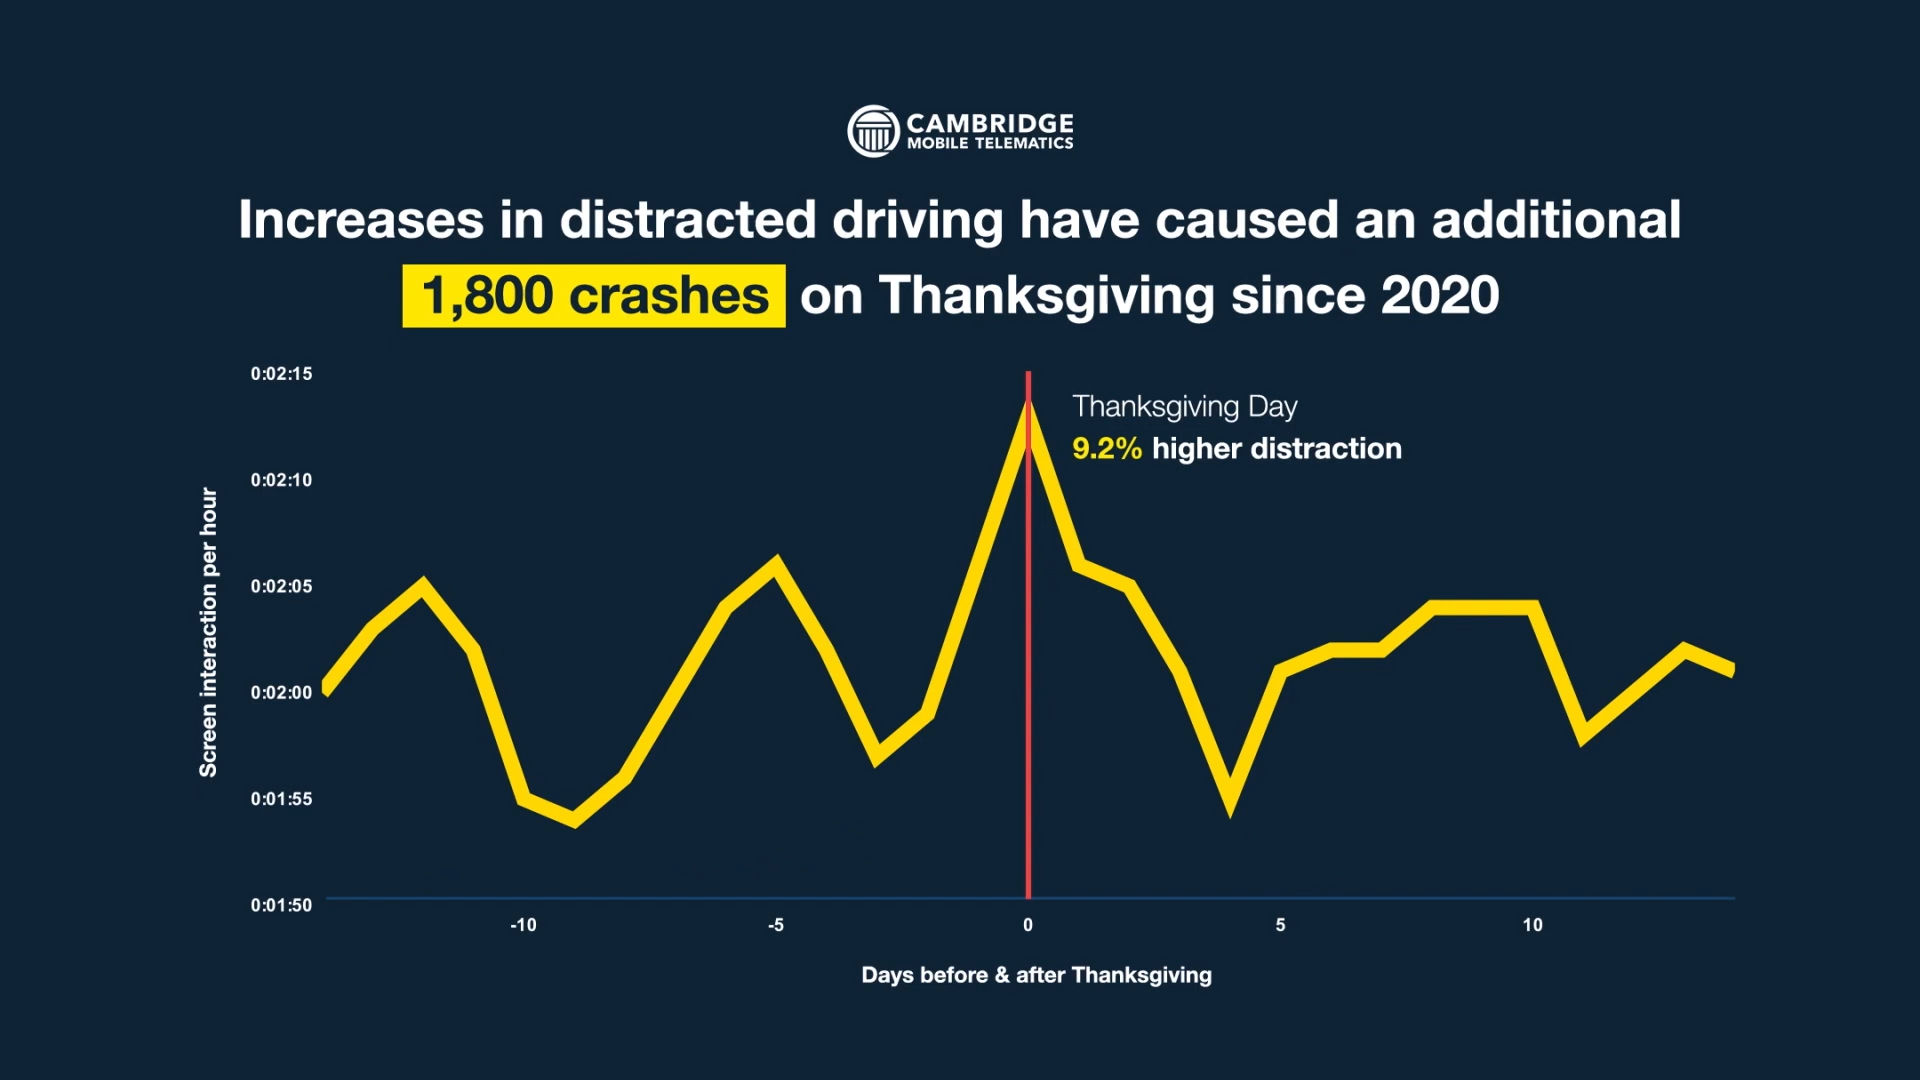 CAMBRIDGE
MOBILE TELEMATICS
Increases in distracted driving have caused an additional
1,800 crashes on Thanksgiving since 2020
0:02:15
Thanksgiving Day
9.2% higher distraction
0:02:10
0:02:05
0:02:00
0:01:55
0:01:50
Screen interaction per hour
-10 -5 0 5 10
Days before & after Thanksgiving